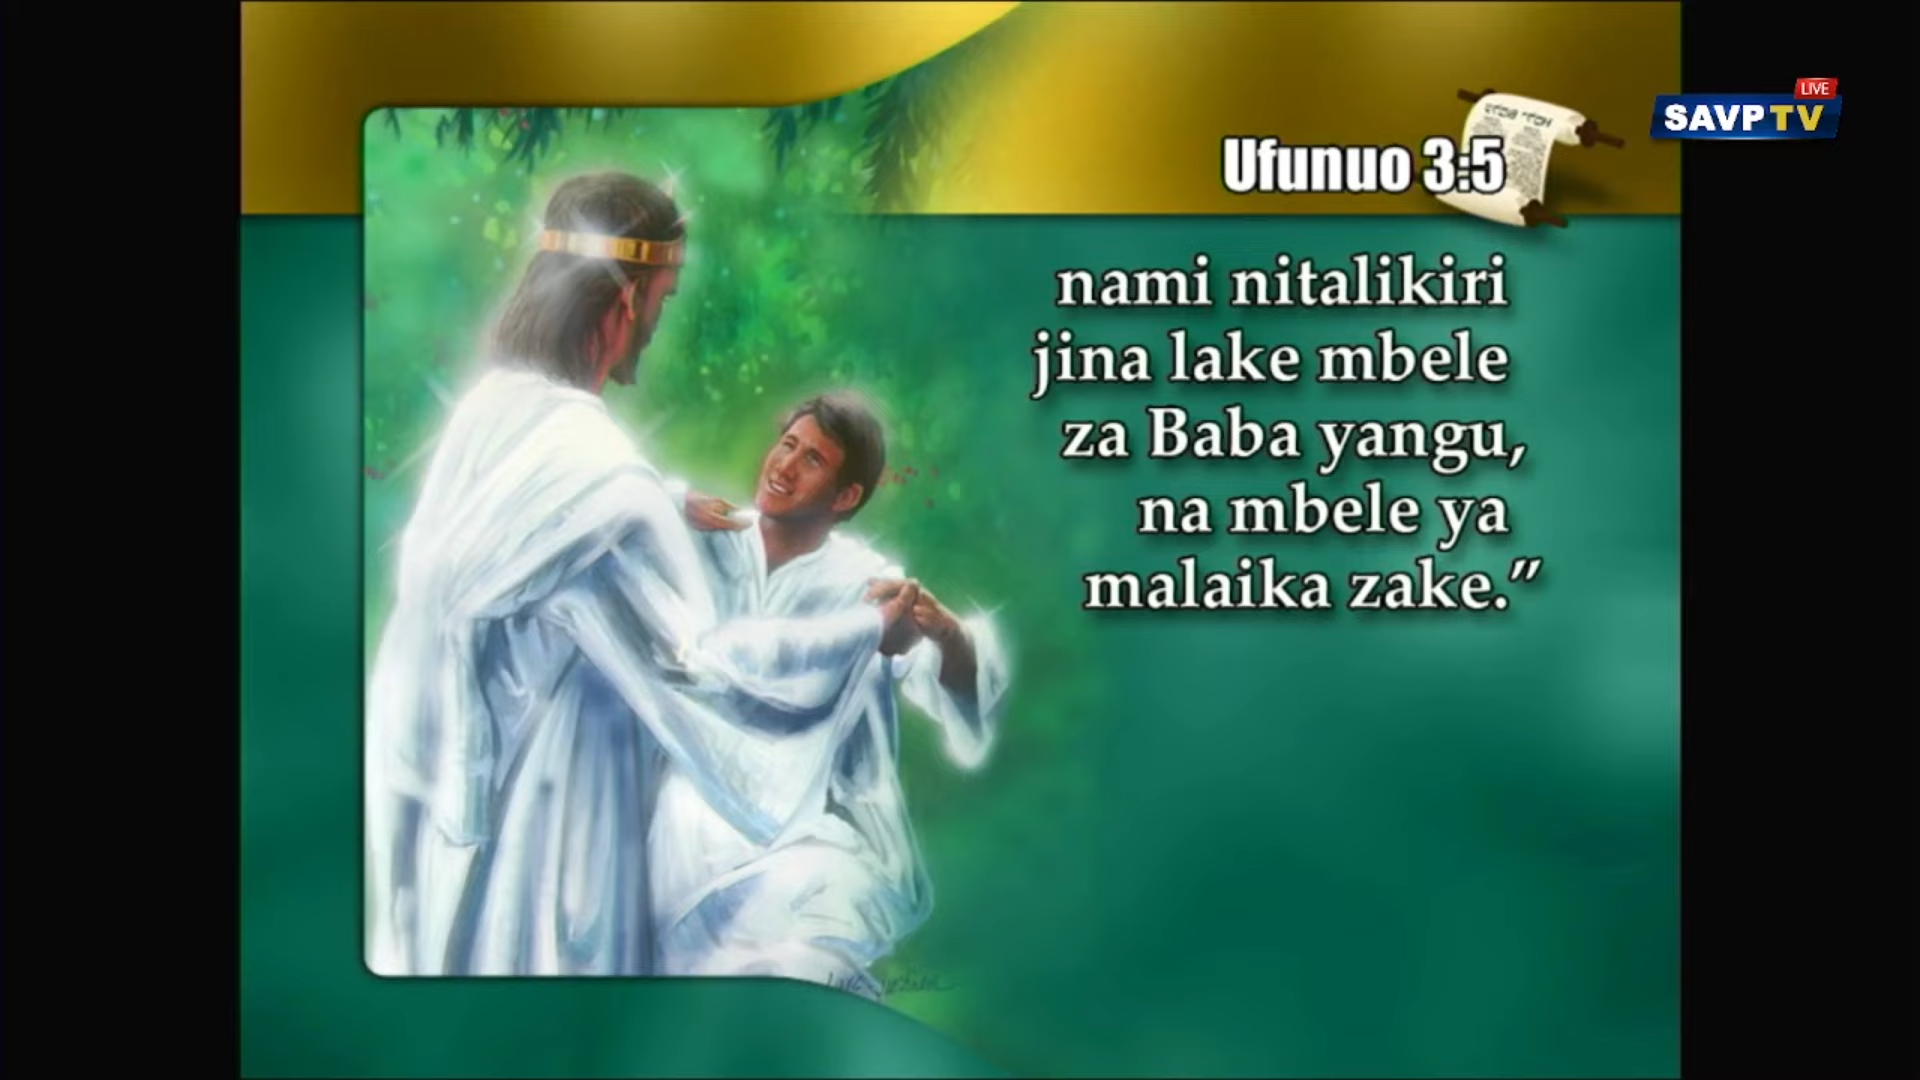 LIVE
SAVP TV
Ufunuo 3:5
nami nitalikiri
jina lake mbele
za Baba yangu,
na mbele ya
malaika zake.”